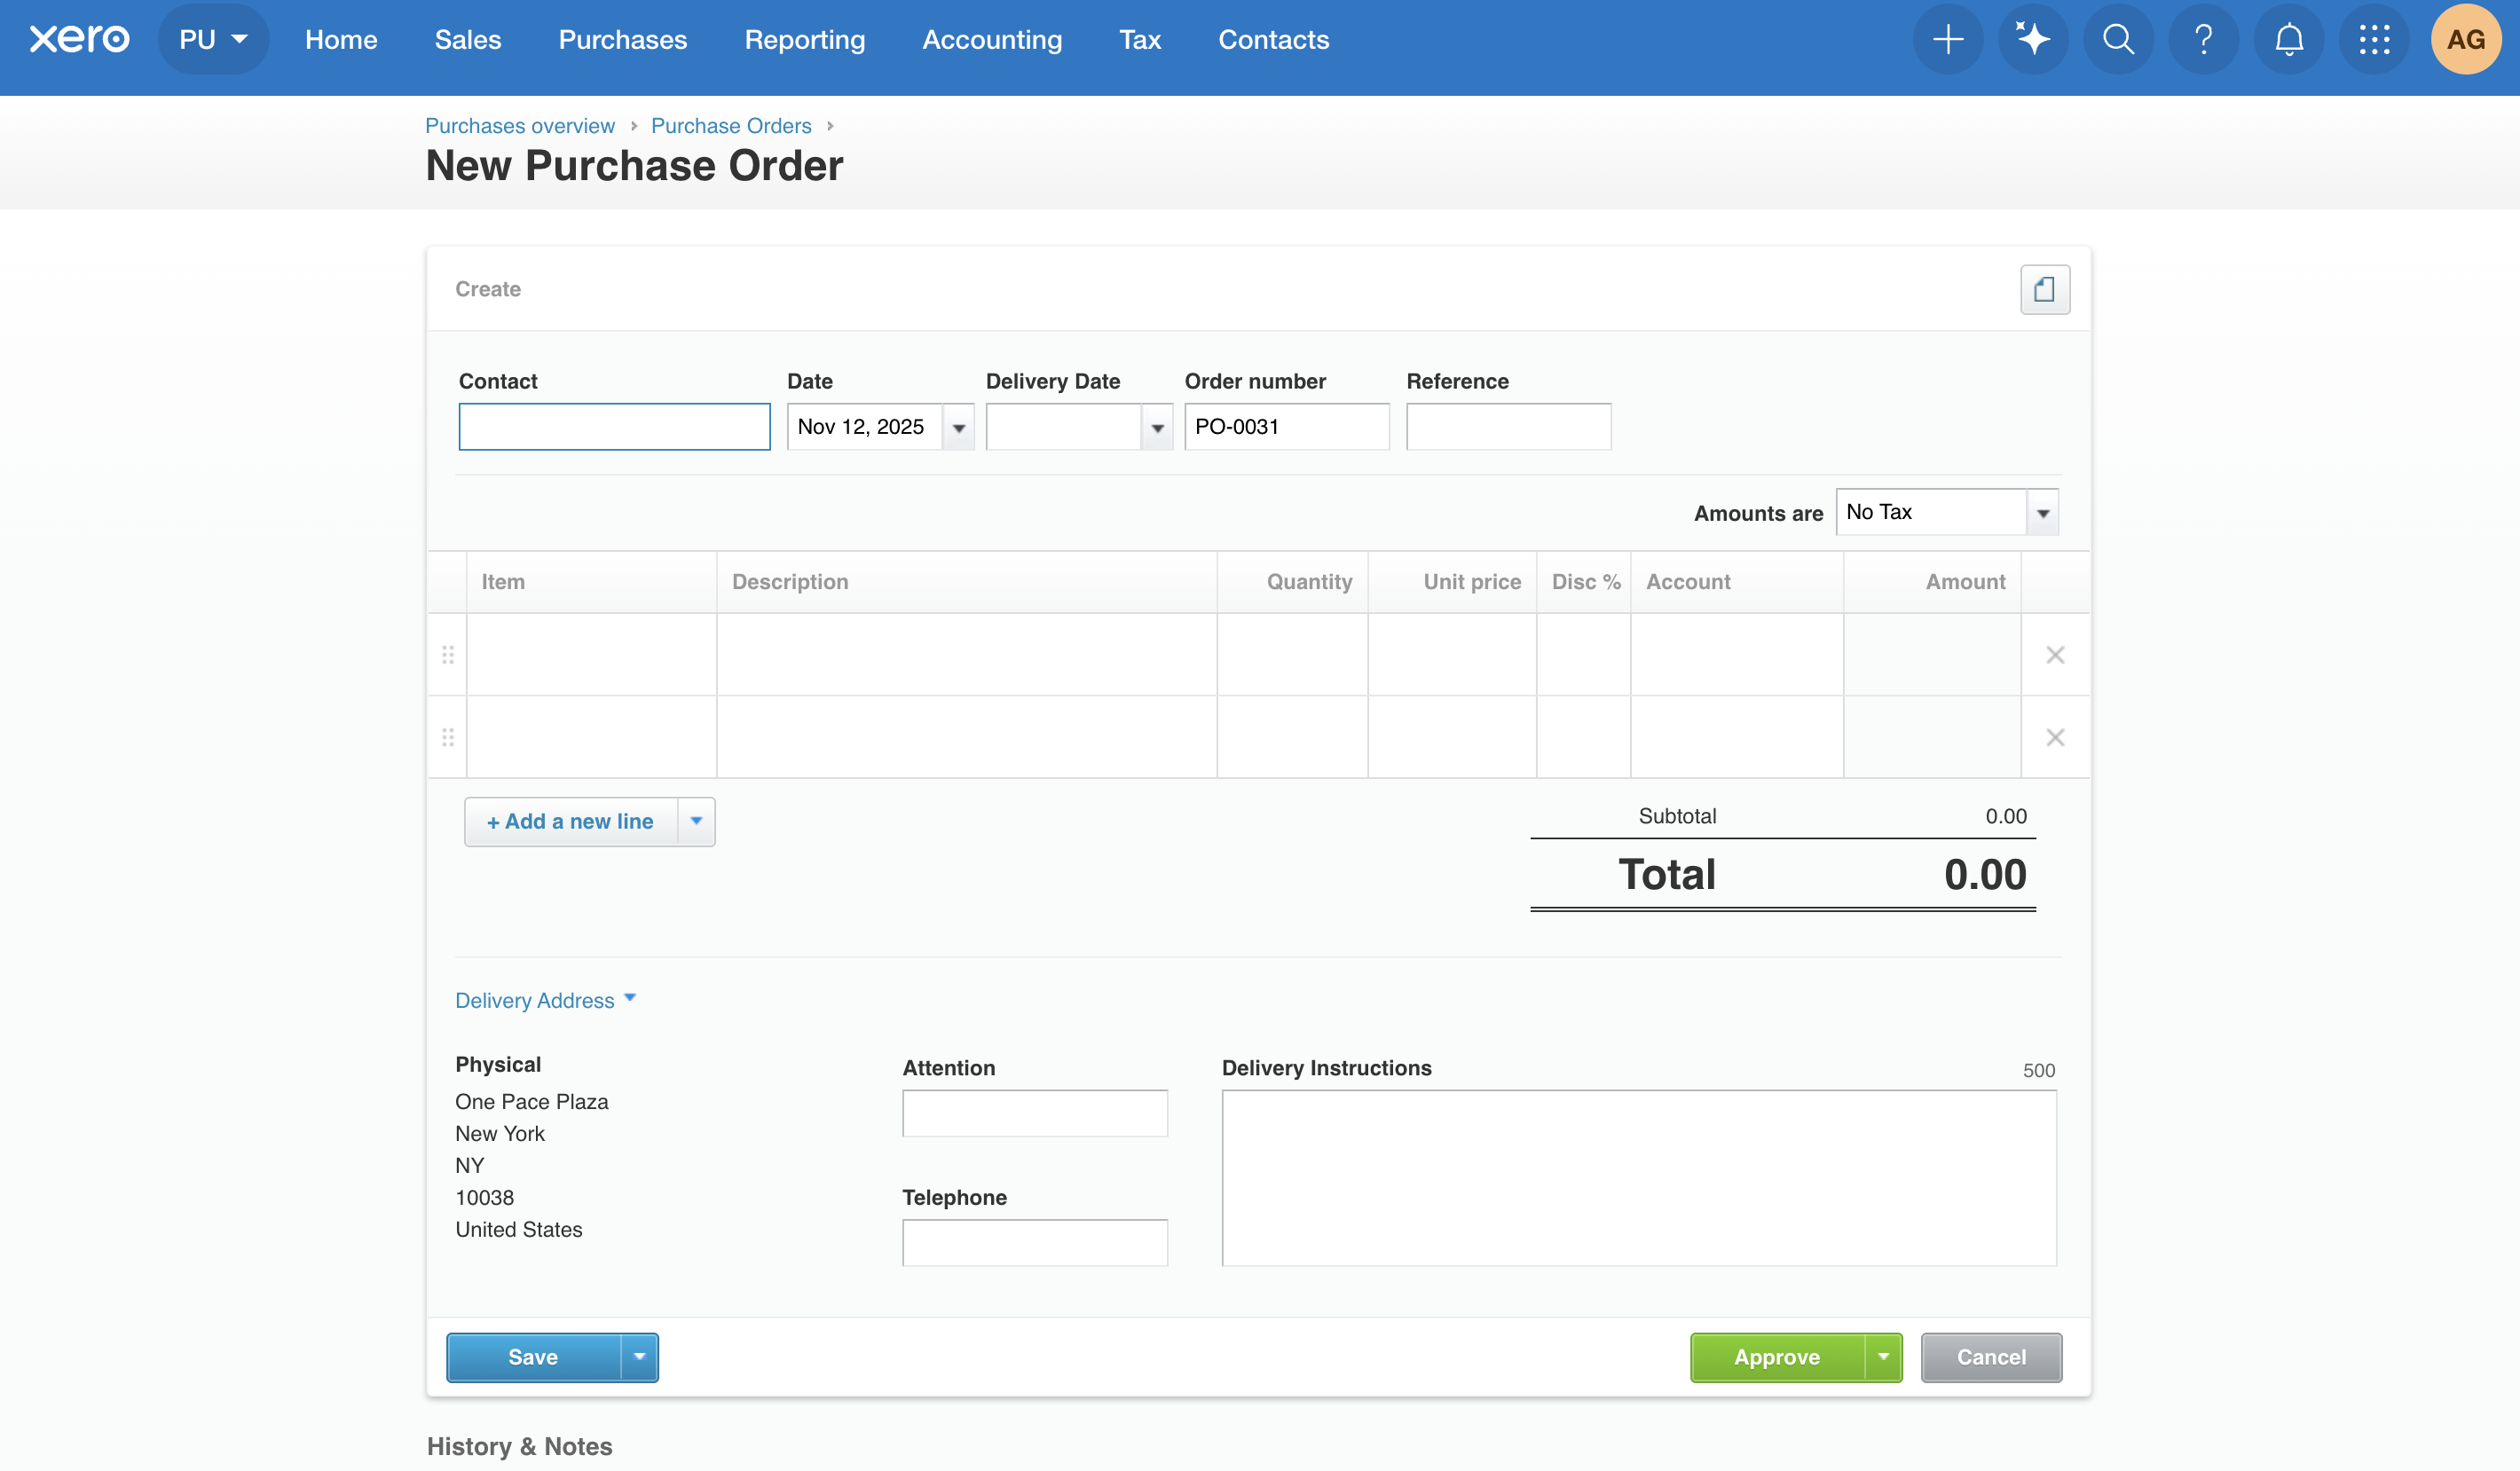 xero PU Home Sales Purchases Reporting Accounting Tax Contacts AG
Purchases overview Purchase Orders
New Purchase Order
Create
Contact Date Delivery Date Order number Reference
Nov 12, 2025 PO-0031
Amounts are No Tax
Item Description Quantity Unit price Disc % Account Amount
+ Add a new line
Subtotal 0.00
Total 0.00
Delivery Address
Physical
One Pace Plaza
New York
NY
10038
United States
Attention
Telephone
Delivery Instructions 500
Save Approve Cancel
History & Notes